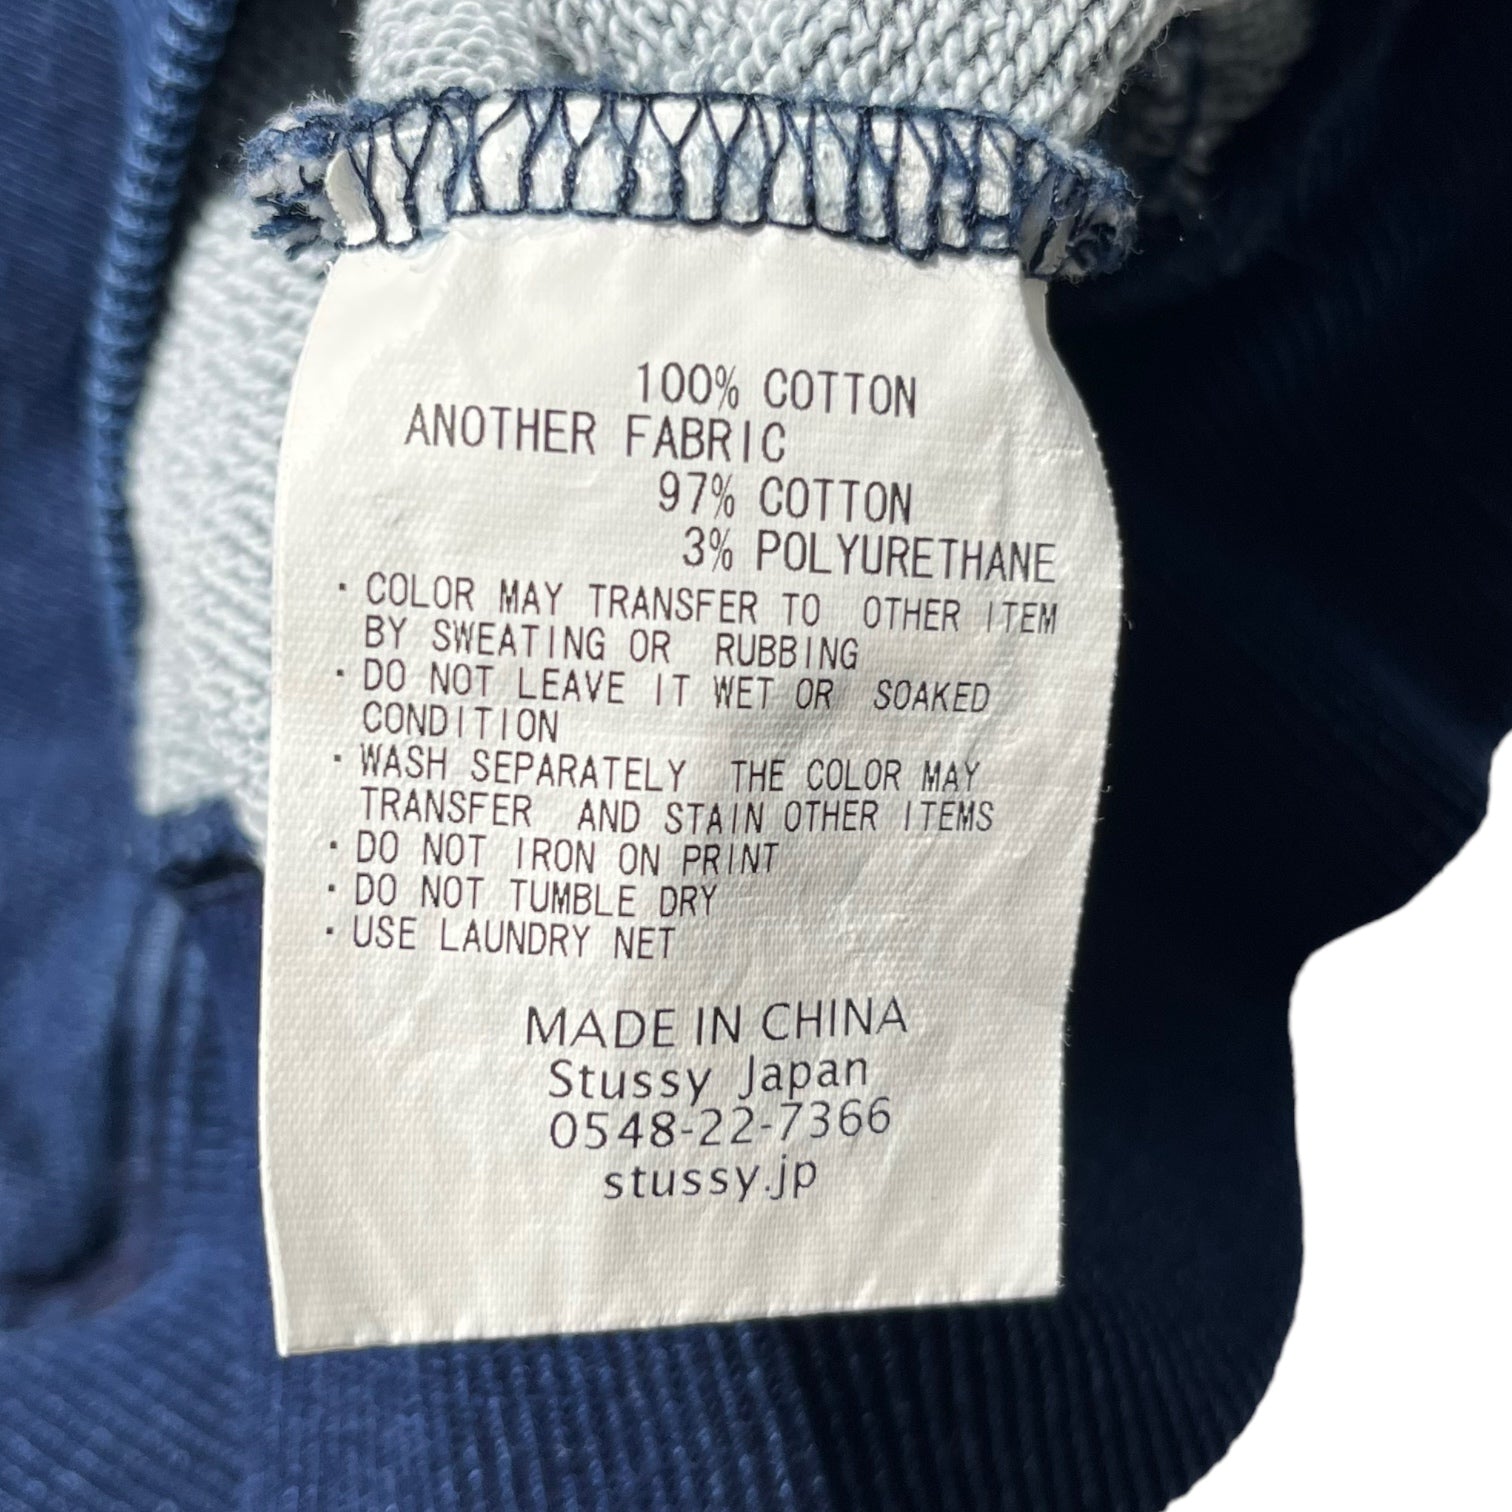 100% COTTON
ANOTHER FABRIC
97% COTTON
3% POLYURETHANE
・COLOR MAY TRANSFER TO OTHER ITEM
BY SWEATING OR RUBBING
・DO NOT LEAVE IT WET OR SOAKED
CONDITION
・WASH SEPARATELY THE COLOR MAY
TRANSFER AND STAIN OTHER ITEMS
・DO NOT IRON ON PRINT
・DO NOT TUMBLE DRY
・USE LAUNDRY NET
MADE IN CHINA
Stussy Japan
0548-22-7366
stussy.jp